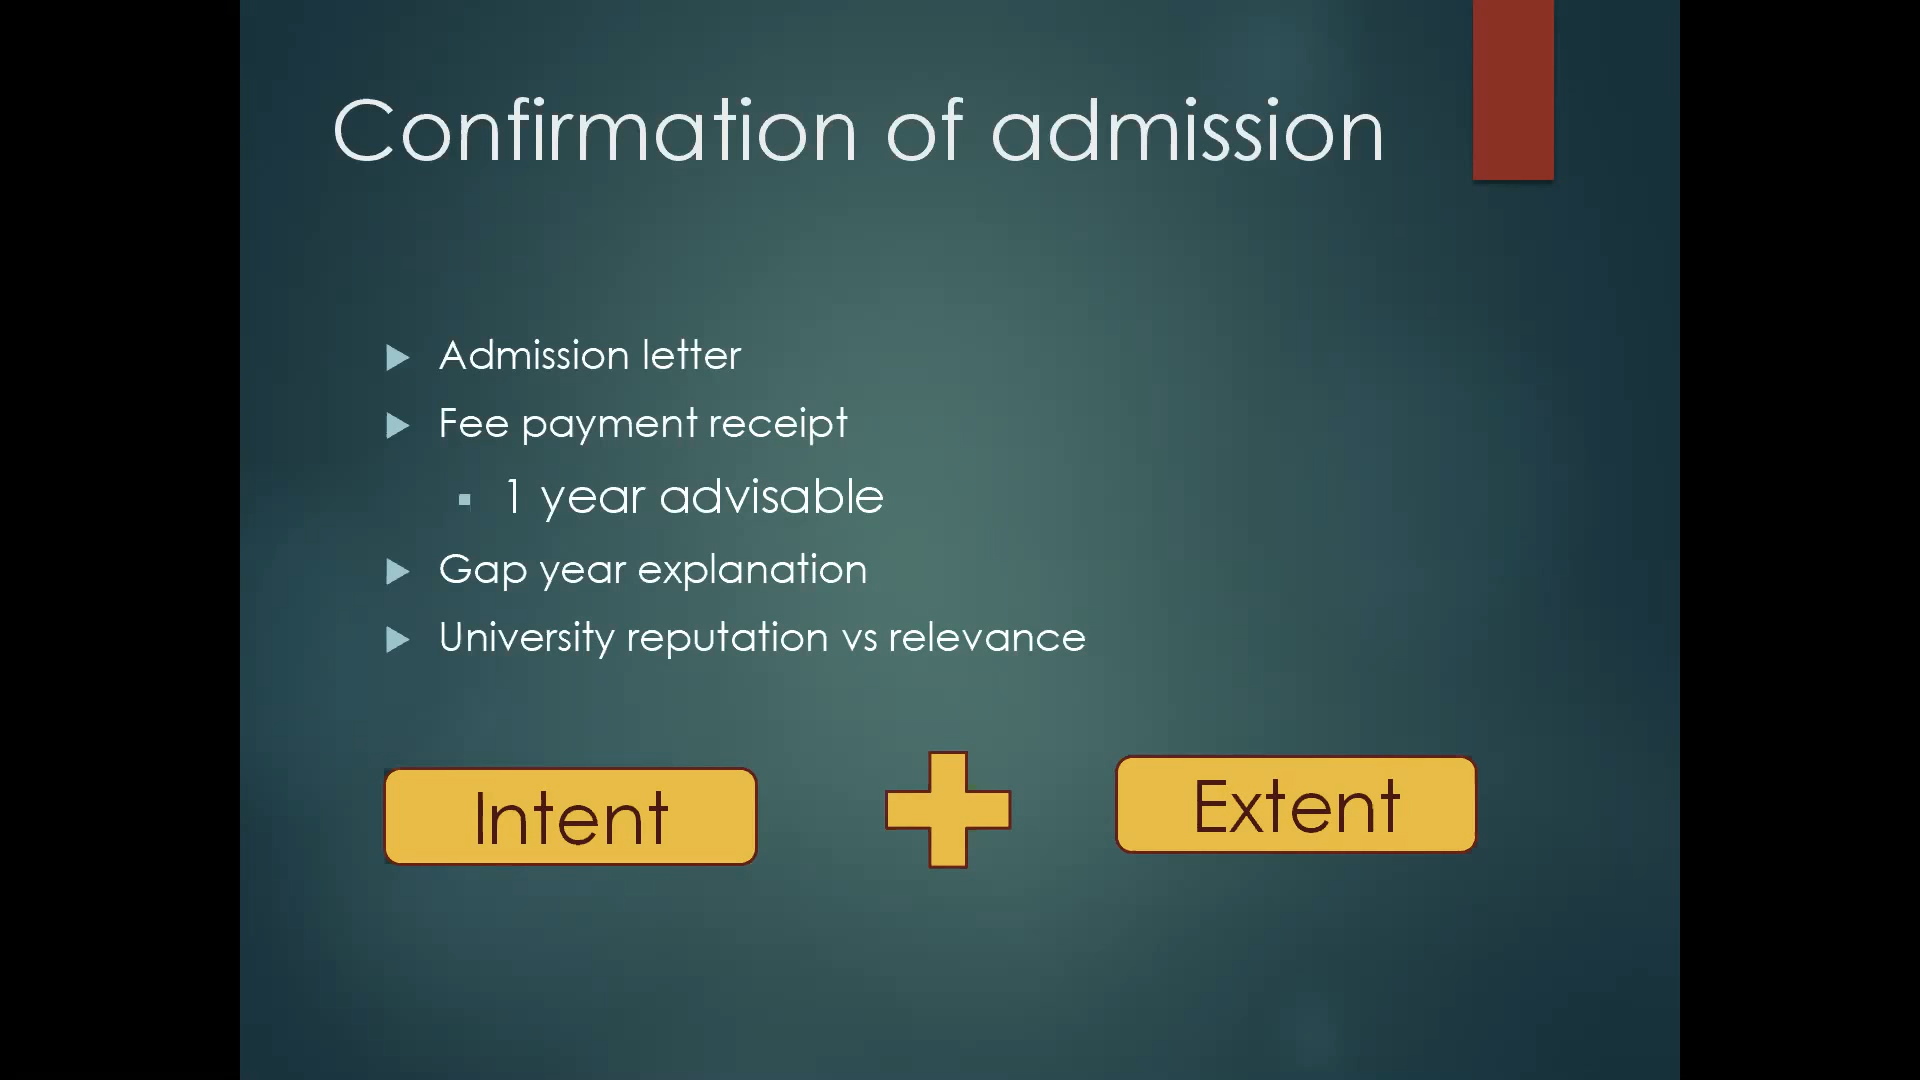 Confirmation of admission
Admission letter
Fee payment receipt
1 year advisable
Gap year explanation
University reputation vs relevance
Intent
Extent